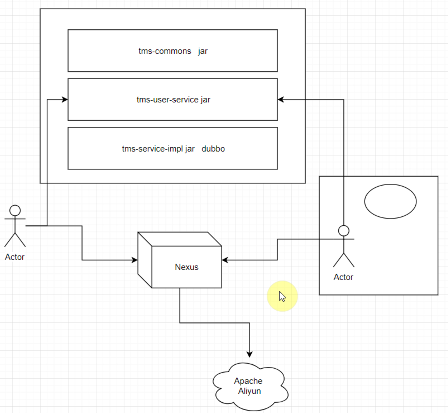 tms-commons jar
tms-user-service jar
tms-service-impl jar dubbo
Actor
Nexus
Actor
Apache
Aliyun